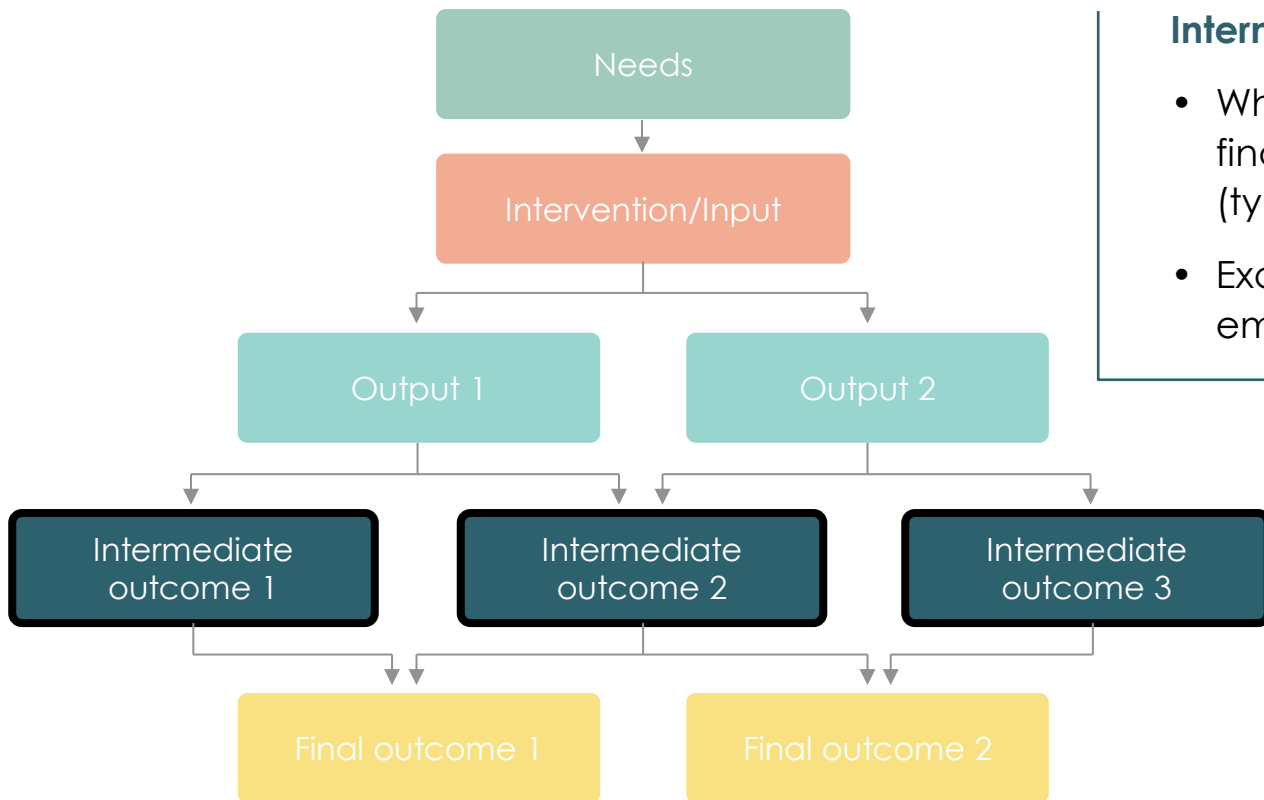 Needs
Intervention/Input
Output 1
Output 2
Intermediate
outcome 1
Intermediate
outcome 2
Intermediate
outcome 3
Final outcome 1
Final outcome 2